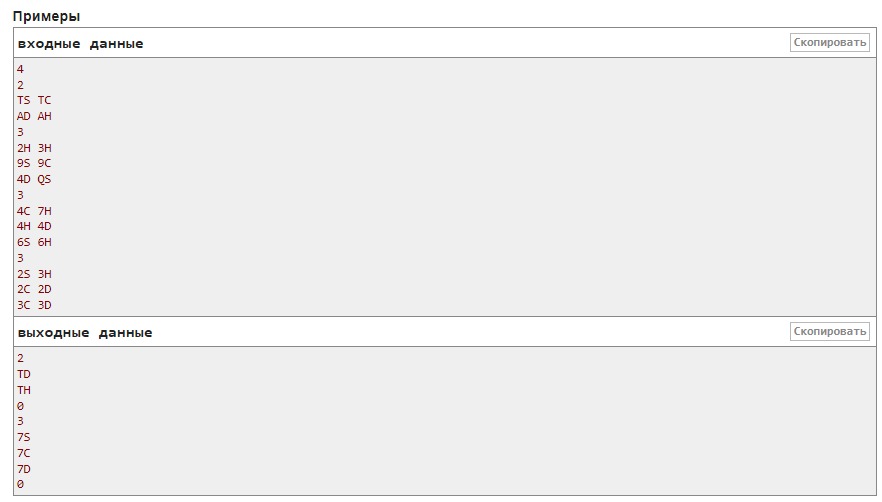 Примеры
входные данные
Скопировать
4
2
TS TC
AD AH
3
2H 3H
9S 9C
4D QS
3
4C 7H
4H 4D
6S 6H
3
2S 3H
2C 2D
3C 3D
выходные данные
Скопировать
2
TD
TH
0
3
7S
7C
7D
0